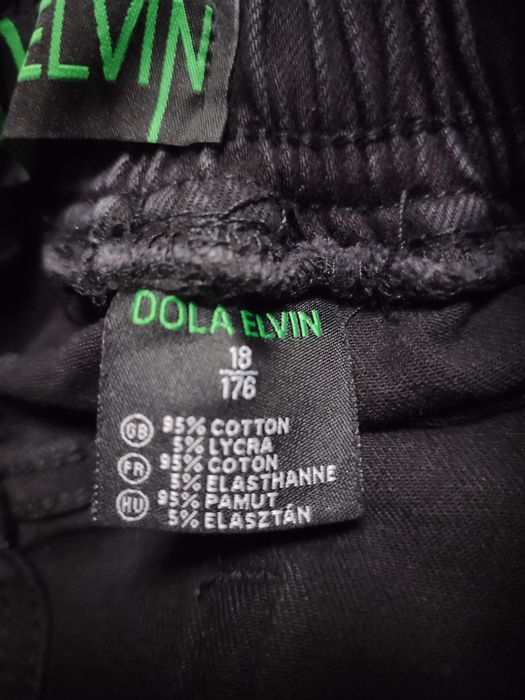 ELVIN
DOLA ELVIN
18
176
GB 95% COTTON
5% LYCRA
FR 95% COTON
5% ELASTHANNE
HU 95% PAMUT
5% ELASZTÁN